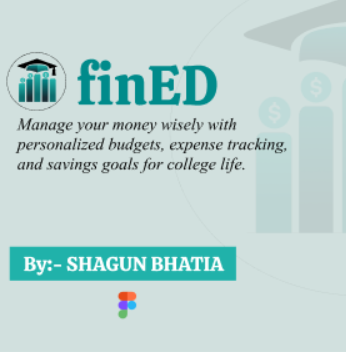 finED
Manage your money wisely with
personalized budgets, expense tracking,
and savings goals for college life.
By:- SHAGUN BHATIA